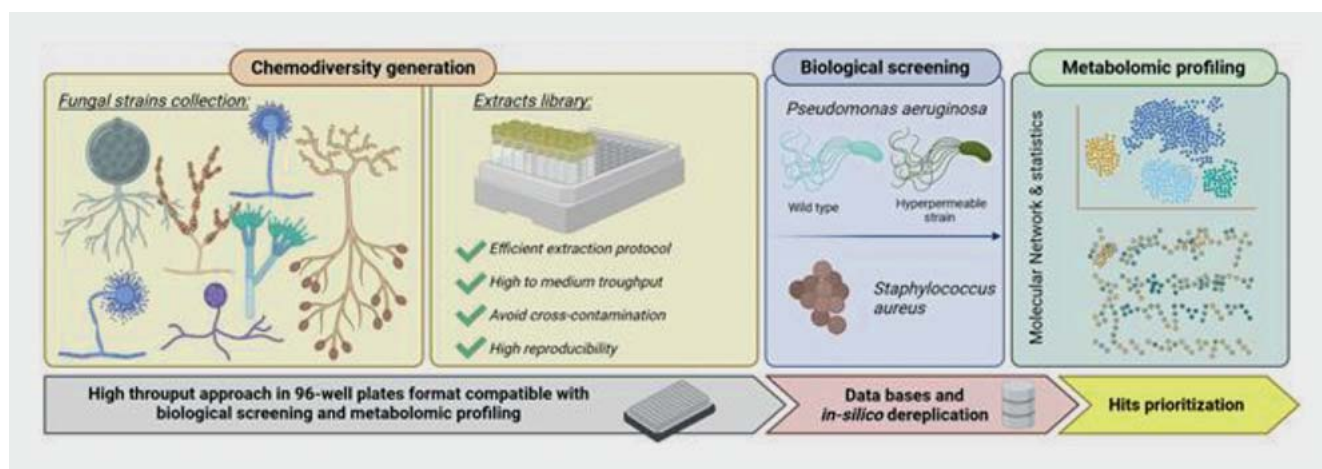 Chemodiversity generation
Fungal strains collection:
Extracts library:
Efficient extraction protocol
High to medium troughput
Avoid cross-contamination
High reproducibility
Biological screening
Pseudomonas aeruginosa
Wild type
Hyperpermeable
strain
Staphylococcus
aureus
Metabolomic profiling
Molecular Network & statistics
High throuput approach in 96-well plates format compatible with
biological screening and metabolomic profiling
Data bases and
in-silico dereplication
Hits prioritization